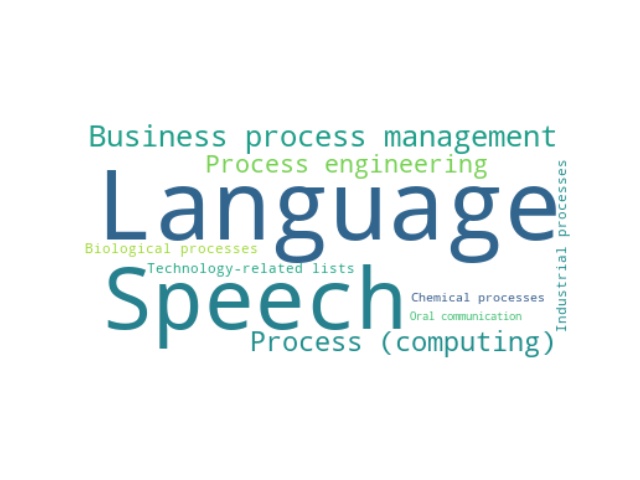 Business process management
Process engineering
Language
Industrial processes
Biological processes
Technology-related lists
Speech
Chemical processes
Oral communication
Process (computing)